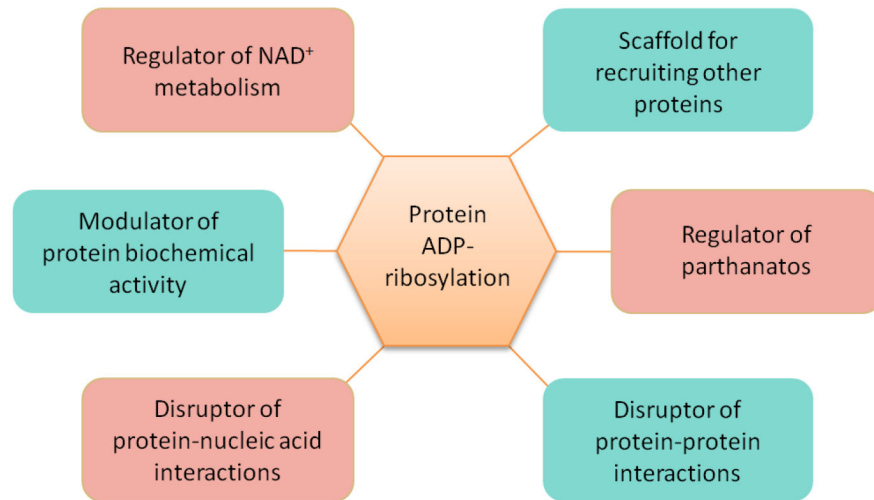 Regulator of NAD⁺
metabolism
Scaffold for
recruiting other
proteins
Modulator of
protein biochemical
activity
Protein
ADP-
ribosylation
Regulator of
parthanatos
Disruptor of
protein-nucleic acid
interactions
Disruptor of
protein-protein
interactions